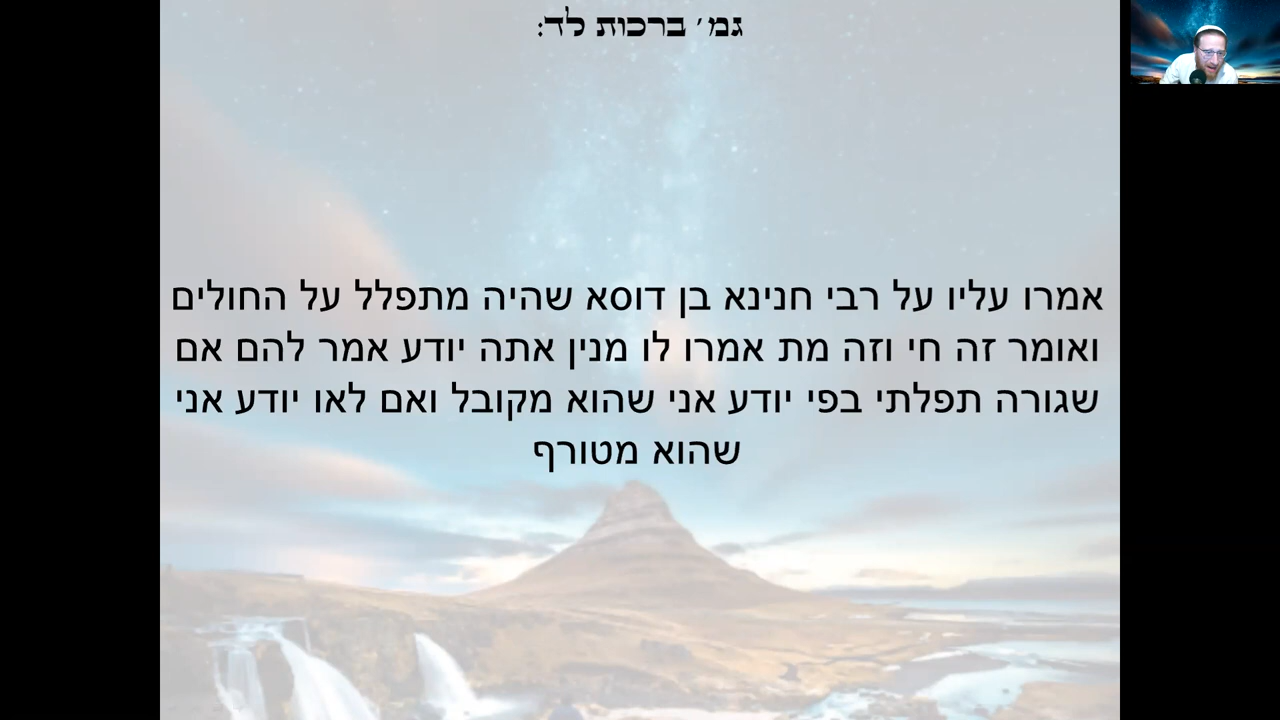 גמ׳ ברכות לד:
אמרו עליו על רבי חנינא בן דוסא שהיה מתפלל על החולים
ואומר זה חי וזה מת אמרו לו מנין אתה יודע אמר להם אם
שגורה תפלתי בפי יודע אני שהוא מקובל ואם לאו יודע אני
שהוא מטורף